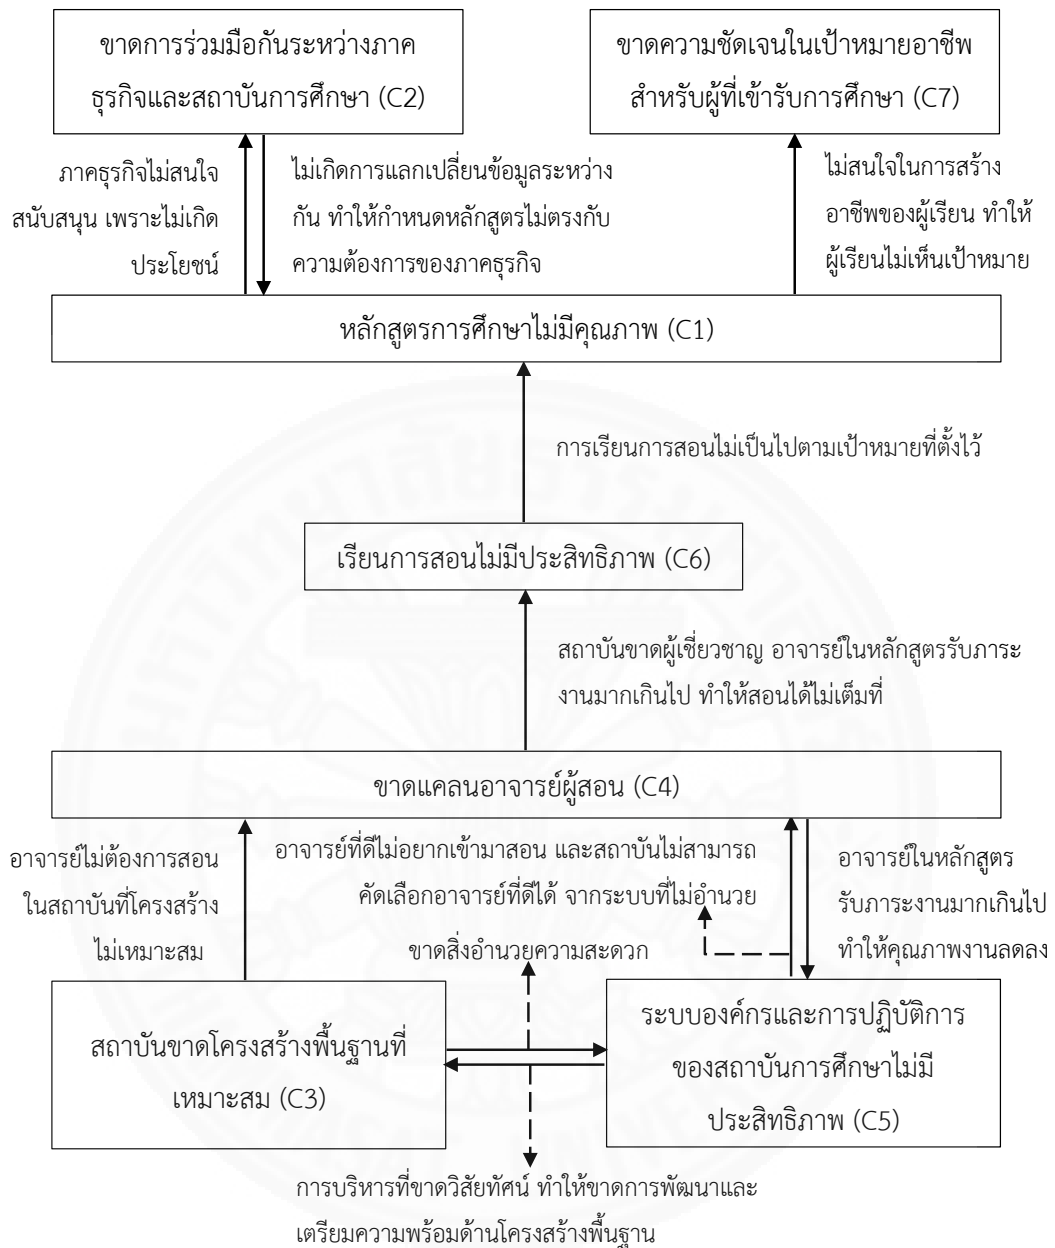 ขาดการร่วมมือกันระหว่างภาค
ธุรกิจและสถาบันการศึกษา (C2)
ขาดความชัดเจนในเป้าหมายอาชีพ
สำหรับผู้ที่เข้ารับการศึกษา (C7)
ภาคธุรกิจไม่สนใจ
สนับสนุน เพราะไม่เกิด
ประโยชน์
ไม่เกิดการแลกเปลี่ยนข้อมูลระหว่าง
กัน ทำให้กำหนดหลักสูตรไม่ตรงกับ
ความต้องการของภาคธุรกิจ
ไม่สนใจในการสร้าง
อาชีพของผู้เรียน ทำให้
ผู้เรียนไม่เห็นเป้าหมาย
หลักสูตรการศึกษาไม่มีคุณภาพ (C1)
การเรียนการสอนไม่เป็นไปตามเป้าหมายที่ตั้งไว้
เรียนการสอนไม่มีประสิทธิภาพ (C6)
สถาบันขาดผู้เชี่ยวชาญ อาจารย์ในหลักสูตรรับภาระ
งานมากเกินไป ทำให้สอนได้ไม่เต็มที่
ขาดแคลนอาจารย์ผู้สอน (C4)
อาจารย์ไม่ต้องการสอน
ในสถาบันที่โครงสร้าง
ไม่เหมาะสม
อาจารย์ที่ดีไม่อยากเข้ามาสอน และสถาบันไม่สามารถ
คัดเลือกอาจารย์ที่ดีได้ จากระบบที่ไม่อำนวย
อาจารย์ในหลักสูตร
รับภาระงานมากเกินไป
ทำให้คุณภาพงานลดลง
ขาดสิ่งอำนวยความสะดวก
สถาบันขาดโครงสร้างพื้นฐานที่
เหมาะสม (C3)
ระบบองค์กรและการปฏิบัติการ
ของสถาบันการศึกษาไม่มี
ประสิทธิภาพ (C5)
การบริหารที่ขาดวิสัยทัศน์ ทำให้ขาดการพัฒนาและ
เตรียมความพร้อมด้านโครงสร้างพื้นฐาน